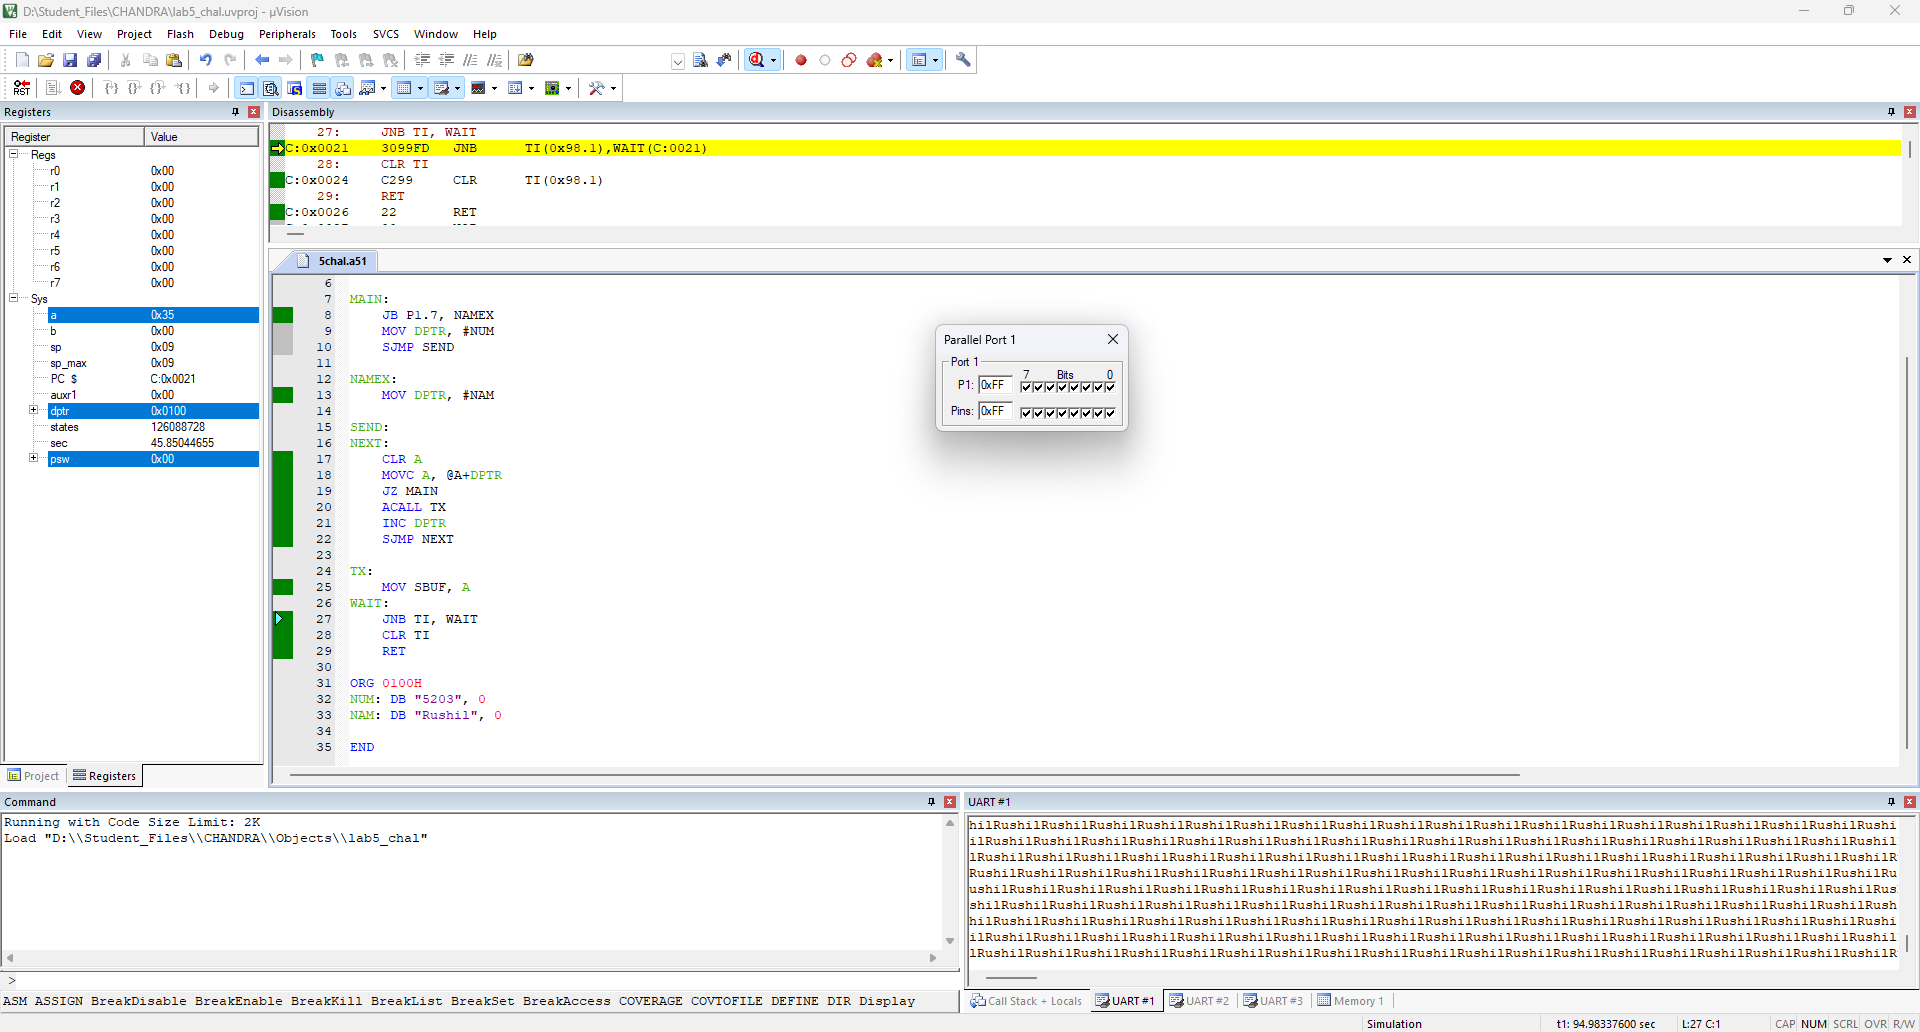 D:\Student_Files\CHANDRA\lab5_chal.uvproj - µVision
File Edit View Project Flash Debug Peripherals Tools SVCS Window Help
RST
Registers
Register Value
Regs
r0 0x00
r1 0x00
r2 0x00
r3 0x00
r4 0x00
r5 0x00
r6 0x00
r7 0x00
Sys
a 0x35
b 0x00
sp 0x09
sp_max 0x09
PC $ C:0x0021
auxr1 0x00
dptr 0x0100
states 126088728
sec 45.85044655
psw 0x00
Project Registers
Disassembly
27: JNB TI, WAIT
C:0x0021 3099FD JNB TI(0x98.1),WAIT(C:0021)
28: CLR TI
C:0x0024 C299 CLR TI(0x98.1)
29: RET
C:0x0026 22 RET
5chal.a51
6
7 MAIN:
8 JB P1.7, NAMEX
9 MOV DPTR, #NUM
10 SJMP SEND
11
12 NAMEX:
13 MOV DPTR, #NAM
14
15 SEND:
16 NEXT:
17 CLR A
18 MOVC A, @A+DPTR
19 JZ MAIN
20 ACALL TX
21 INC DPTR
22 SJMP NEXT
23
24 TX:
25 MOV SBUF, A
26 WAIT:
27 JNB TI, WAIT
28 CLR TI
29 RET
30
31 ORG 0100H
32 NUM: DB "5203", 0
33 NAM: DB "Rushil", 0
34
35 END
Parallel Port 1
Port 1
7 Bits 0
P1: 0xFF
Pins: 0xFF
Command
Running with Code Size Limit: 2K
Load "D:\\Student_Files\\CHANDRA\\Objects\\lab5_chal"
>
ASM ASSIGN BreakDisable BreakEnable BreakKill BreakList BreakSet BreakAccess COVERAGE COVTOFILE DEFINE DIR Display
UART #1
hilRushilRushilRushilRushilRushilRushilRushilRushilRushilRushilRushilRushilRushilRushilRushilRushilRushilRushilRushi
ilRushilRushilRushilRushilRushilRushilRushilRushilRushilRushilRushilRushilRushilRushilRushilRushilRushilRushilRushil
lRushilRushilRushilRushilRushilRushilRushilRushilRushilRushilRushilRushilRushilRushilRushilRushilRushilRushilRushilR
RushilRushilRushilRushilRushilRushilRushilRushilRushilRushilRushilRushilRushilRushilRushilRushilRushilRushilRushilRu
ushilRushilRushilRushilRushilRushilRushilRushilRushilRushilRushilRushilRushilRushilRushilRushilRushilRushilRushilRus
shilRushilRushilRushilRushilRushilRushilRushilRushilRushilRushilRushilRushilRushilRushilRushilRushilRushilRushilRush
hilRushilRushilRushilRushilRushilRushilRushilRushilRushilRushilRushilRushilRushilRushilRushilRushilRushilRushilRushi
ilRushilRushilRushilRushilRushilRushilRushilRushilRushilRushilRushilRushilRushilRushilRushilRushilRushilRushilRushil
lRushilRushilRushilRushilRushilRushilRushilRushilRushilRushilRushilRushilRushilRushilRushilRushilRushilRushilRushilR
Call Stack + Locals UART #1 UART #2 UART #3 Memory 1
Simulation t1: 94.98337600 sec L:27 C:1 CAP NUM SCRL OVR R/W